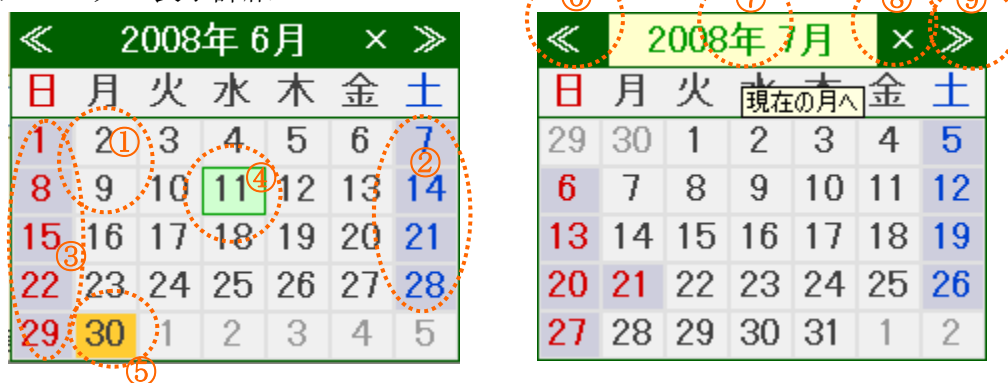 ≪ 2008年 6月 × ≫
日 月 火 水 木 金 土
1 2 3 4 5 6 7
8 9 10 11 12 13 14
15 16 17 18 19 20 21
22 23 24 25 26 27 28
29 30 1 2 3 4 5
① ② ③ ④ ⑤
⑥ ⑦ ⑧ ⑨
≪ 2008年 7月 × ≫
日 月 火 水 木 金 土
現在の月へ
29 30 1 2 3 4 5
6 7 8 9 10 11 12
13 14 15 16 17 18 19
20 21 22 23 24 25 26
27 28 29 30 31 1 2